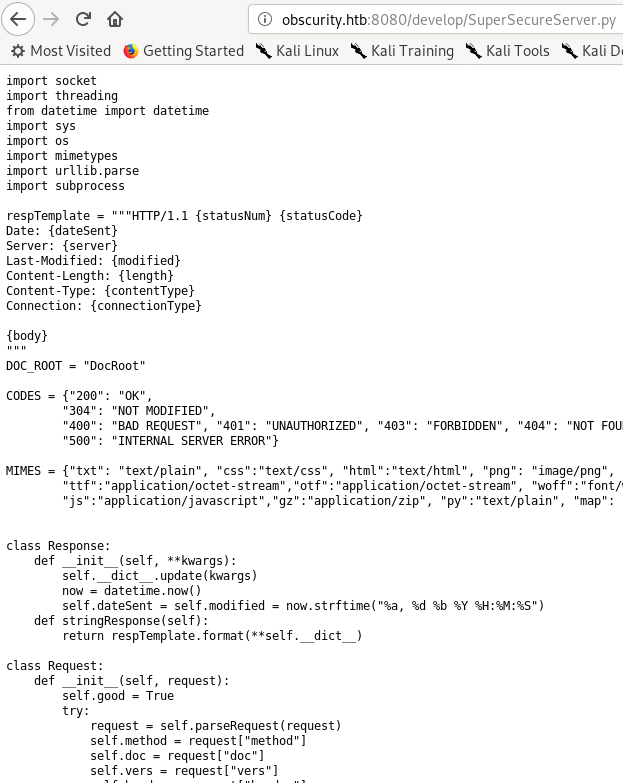 obscurity.htb:8080/develop/SuperSecureServer.py
Most Visited Getting Started Kali Linux Kali Training Kali Tools Kali
import socket
import threading
from datetime import datetime
import sys
import os
import mimetypes
import urllib.parse
import subprocess
respTemplate = """HTTP/1.1 {statusNum} {statusCode}
Date: {dateSent}
Server: {server}
Last-Modified: {modified}
Content-Length: {length}
Content-Type: {contentType}
Connection: {connectionType}
{body}
"""
DOC_ROOT = "DocRoot"
CODES = {"200": "OK",
        "304": "NOT MODIFIED",
        "400": "BAD REQUEST", "401": "UNAUTHORIZED", "403": "FORBIDDEN", "404": "NOT FOU
        "500": "INTERNAL SERVER ERROR"}
MIMES = {"txt": "text/plain", "css":"text/css", "html":"text/html", "png": "image/png",
        "ttf":"application/octet-stream","otf":"application/octet-stream", "woff":"font/
        "js":"application/javascript","gz":"application/zip", "py":"text/plain", "map":
class Response:
    def __init__(self, **kwargs):
        self.__dict__.update(kwargs)
        now = datetime.now()
        self.dateSent = self.modified = now.strftime("%a, %d %b %Y %H:%M:%S")
    def stringResponse(self):
        return respTemplate.format(**self.__dict__)
class Request:
    def __init__(self, request):
        self.good = True
        try:
            request = self.parseRequest(request)
            self.method = request["method"]
            self.doc = request["doc"]
            self.vers = request["vers"]